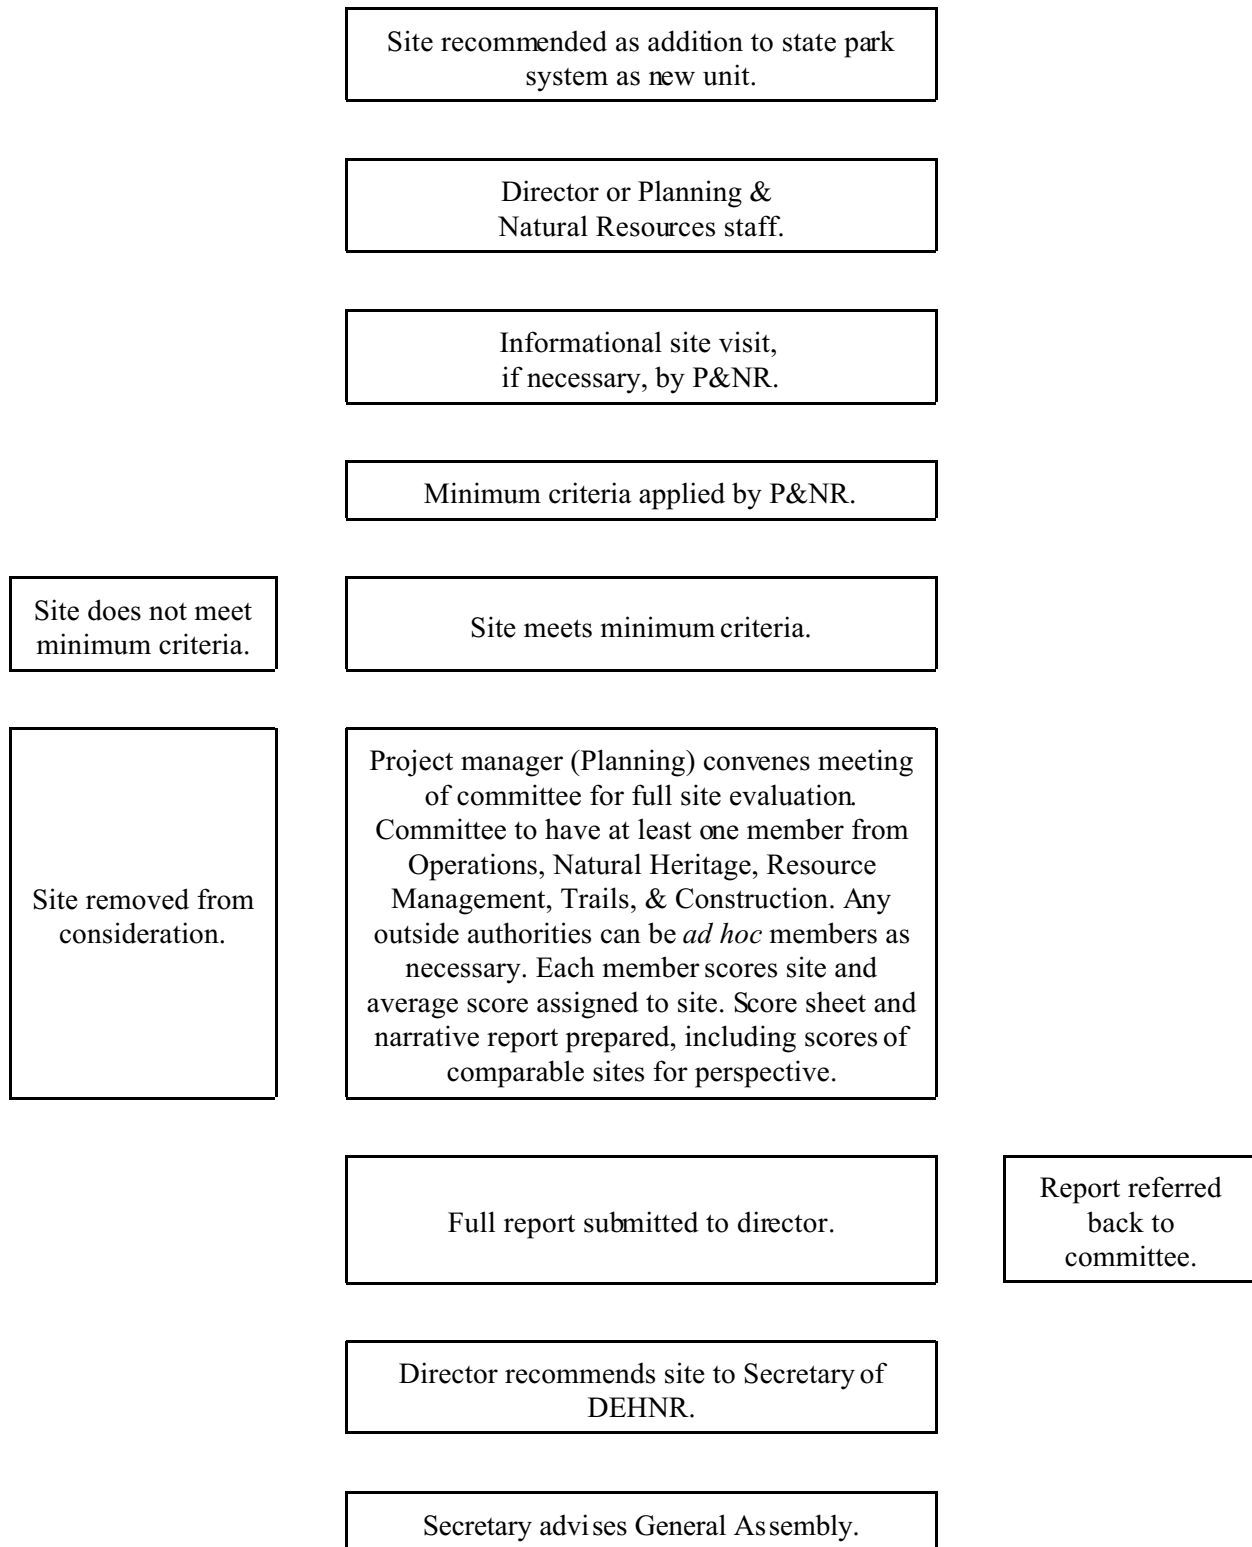 Site recommended as addition to state park
system as new unit.
Director or Planning &
Natural Resources staff.
Informational site visit,
if necessary, by P&NR.
Minimum criteria applied by P&NR.
Site does not meet
minimum criteria.
Site meets minimum criteria.
Site removed from
consideration.
Project manager (Planning) convenes meeting
of committee for full site evaluation.
Committee to have at least one member from
Operations, Natural Heritage, Resource
Management, Trails, & Construction. Any
outside authorities can be ad hoc members as
necessary. Each member scores site and
average score assigned to site. Score sheet and
narrative report prepared, including scores of
comparable sites for perspective.
Full report submitted to director.
Report referred
back to
committee.
Director recommends site to Secretary of
DEHNR.
Secretary advises General Assembly.